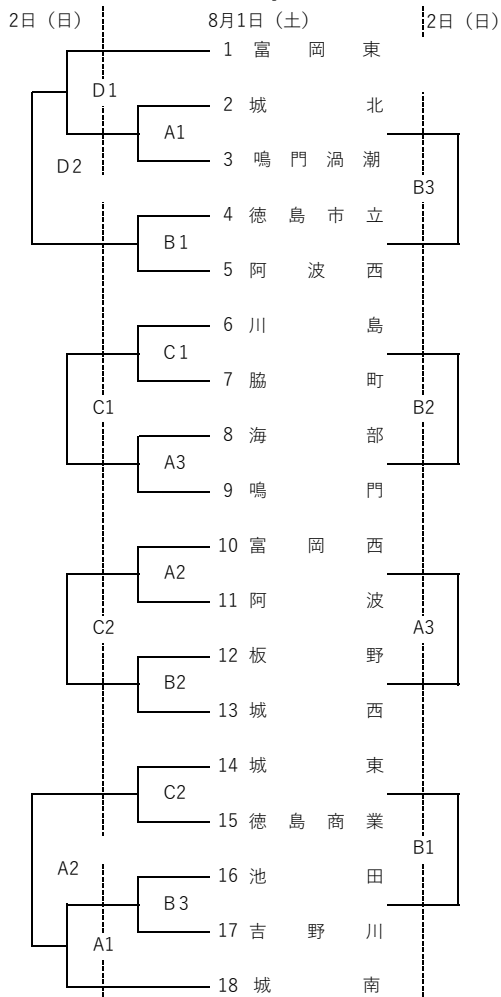 2日（日） 8月1日（土） 2日（日）
1 富岡東
D1
2 城北
A1
3 鳴門渦潮
D2
B3
4 徳島市立
B1
5 阿波西
6 川島
C1
7 脇町
C1 B2
8 海部
A3
9 鳴門
10 富岡西
A2
11 阿波
C2 A3
12 板野
B2
13 城西
14 城東
C2
15 徳島商業
B1
A2
16 池田
B3
17 吉野川
A1
18 城南